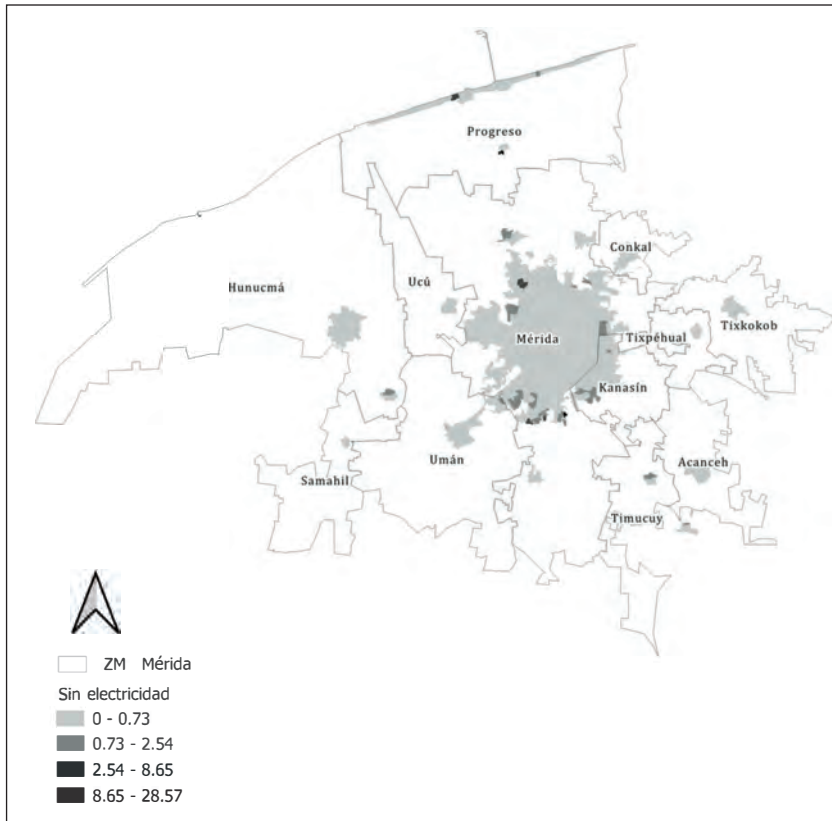 Progreso
Conkal
Ucú
Hunucmá
Tixkokob
Mérida
Tixpéhual
Kanasín
Umán
Acanceh
Samahil
Timucuy
ZM Mérida
Sin electricidad
0 - 0.73
0.73 - 2.54
2.54 - 8.65
8.65 - 28.57